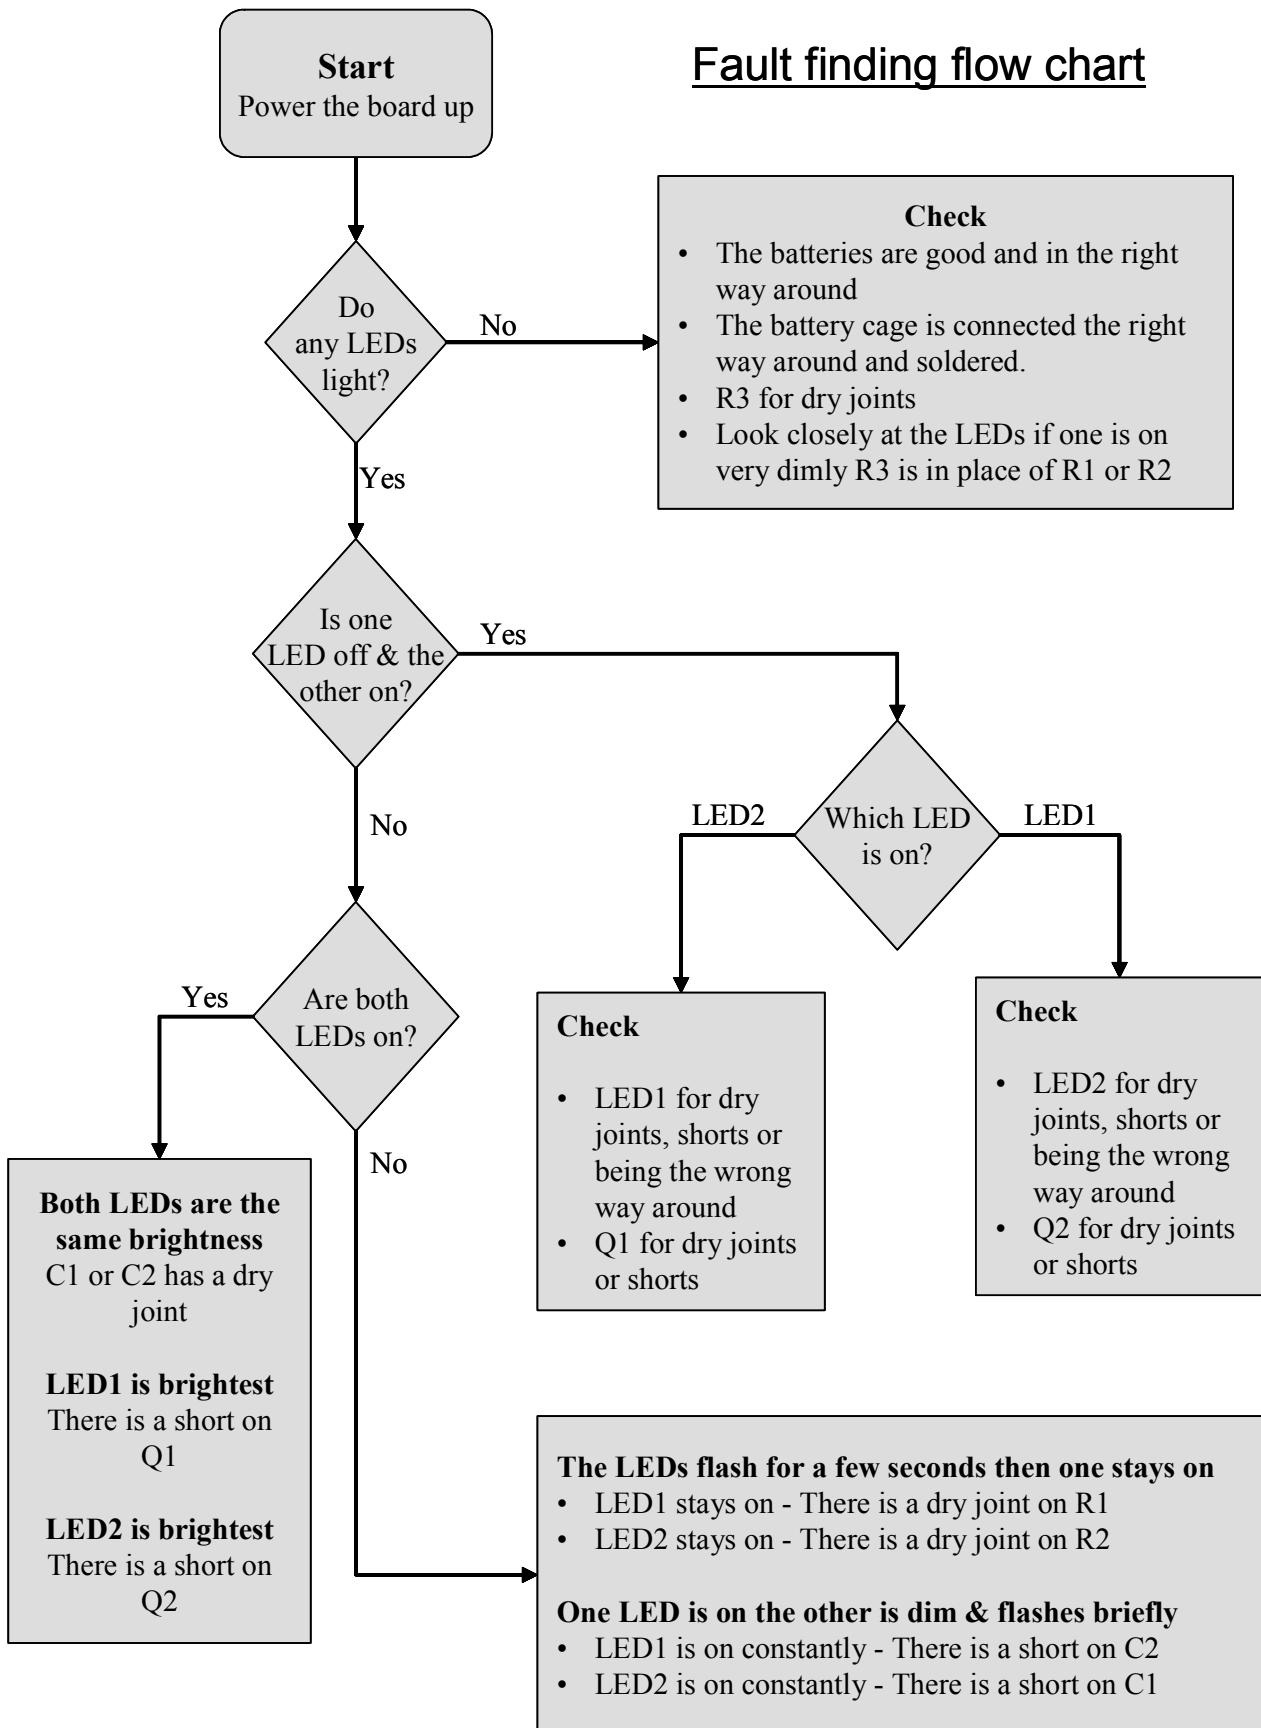 Fault finding flow chart
Start
Power the board up
Do
any LEDs
light?
No
Check
• The batteries are good and in the right
way around
• The battery cage is connected the right
way around and soldered.
• R3 for dry joints
• Look closely at the LEDs if one is on
very dimly R3 is in place of R1 or R2
Yes
Is one
LED off & the
other on?
Yes
Which LED
is on?
LED2
LED1
Check
• LED1 for dry
joints, shorts or
being the wrong
way around
• Q1 for dry joints
or shorts
Check
• LED2 for dry
joints, shorts or
being the wrong
way around
• Q2 for dry joints
or shorts
No
Are both
LEDs on?
Yes
Both LEDs are the
same brightness
C1 or C2 has a dry
joint
LED1 is brightest
There is a short on
Q1
LED2 is brightest
There is a short on
Q2
No
The LEDs flash for a few seconds then one stays on
• LED1 stays on - There is a dry joint on R1
• LED2 stays on - There is a dry joint on R2
One LED is on the other is dim & flashes briefly
• LED1 is on constantly - There is a short on C2
• LED2 is on constantly - There is a short on C1